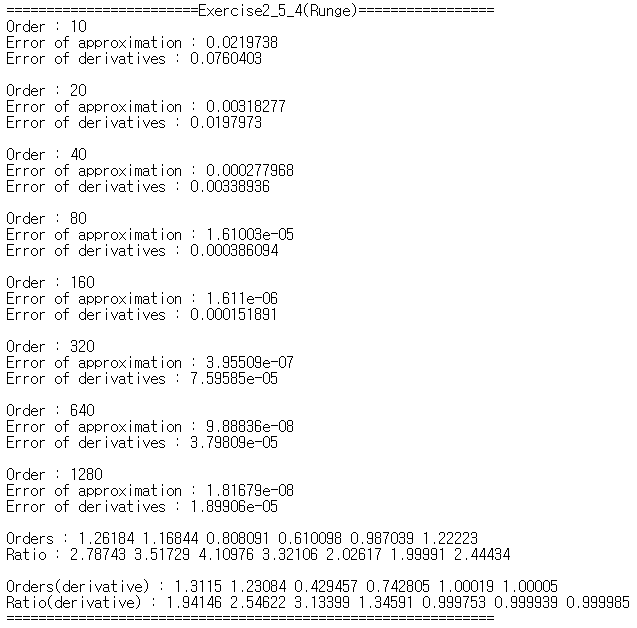 ========================Exercise2_5_4(Runge)=================
Order : 10
Error of approximation : 0.0219738
Error of derivatives : 0.0760403
Order : 20
Error of approximation : 0.00318277
Error of derivatives : 0.0197973
Order : 40
Error of approximation : 0.000277968
Error of derivatives : 0.00338936
Order : 80
Error of approximation : 1.61003e-05
Error of derivatives : 0.000386094
Order : 160
Error of approximation : 1.611e-06
Error of derivatives : 0.000151891
Order : 320
Error of approximation : 3.95509e-07
Error of derivatives : 7.59585e-05
Order : 640
Error of approximation : 9.88836e-08
Error of derivatives : 3.79809e-05
Order : 1280
Error of approximation : 1.81679e-08
Error of derivatives : 1.89906e-05
Orders : 1.26184 1.16844 0.808091 0.610098 0.987039 1.22223
Ratio : 2.78743 3.51729 4.10976 3.32106 2.02617 1.99991 2.44434
Orders(derivative) : 1.3115 1.23084 0.429457 0.742805 1.00019 1.00005
Ratio(derivative) : 1.94146 2.54622 3.13399 1.34591 0.999753 0.999939 0.999985
=============================================================